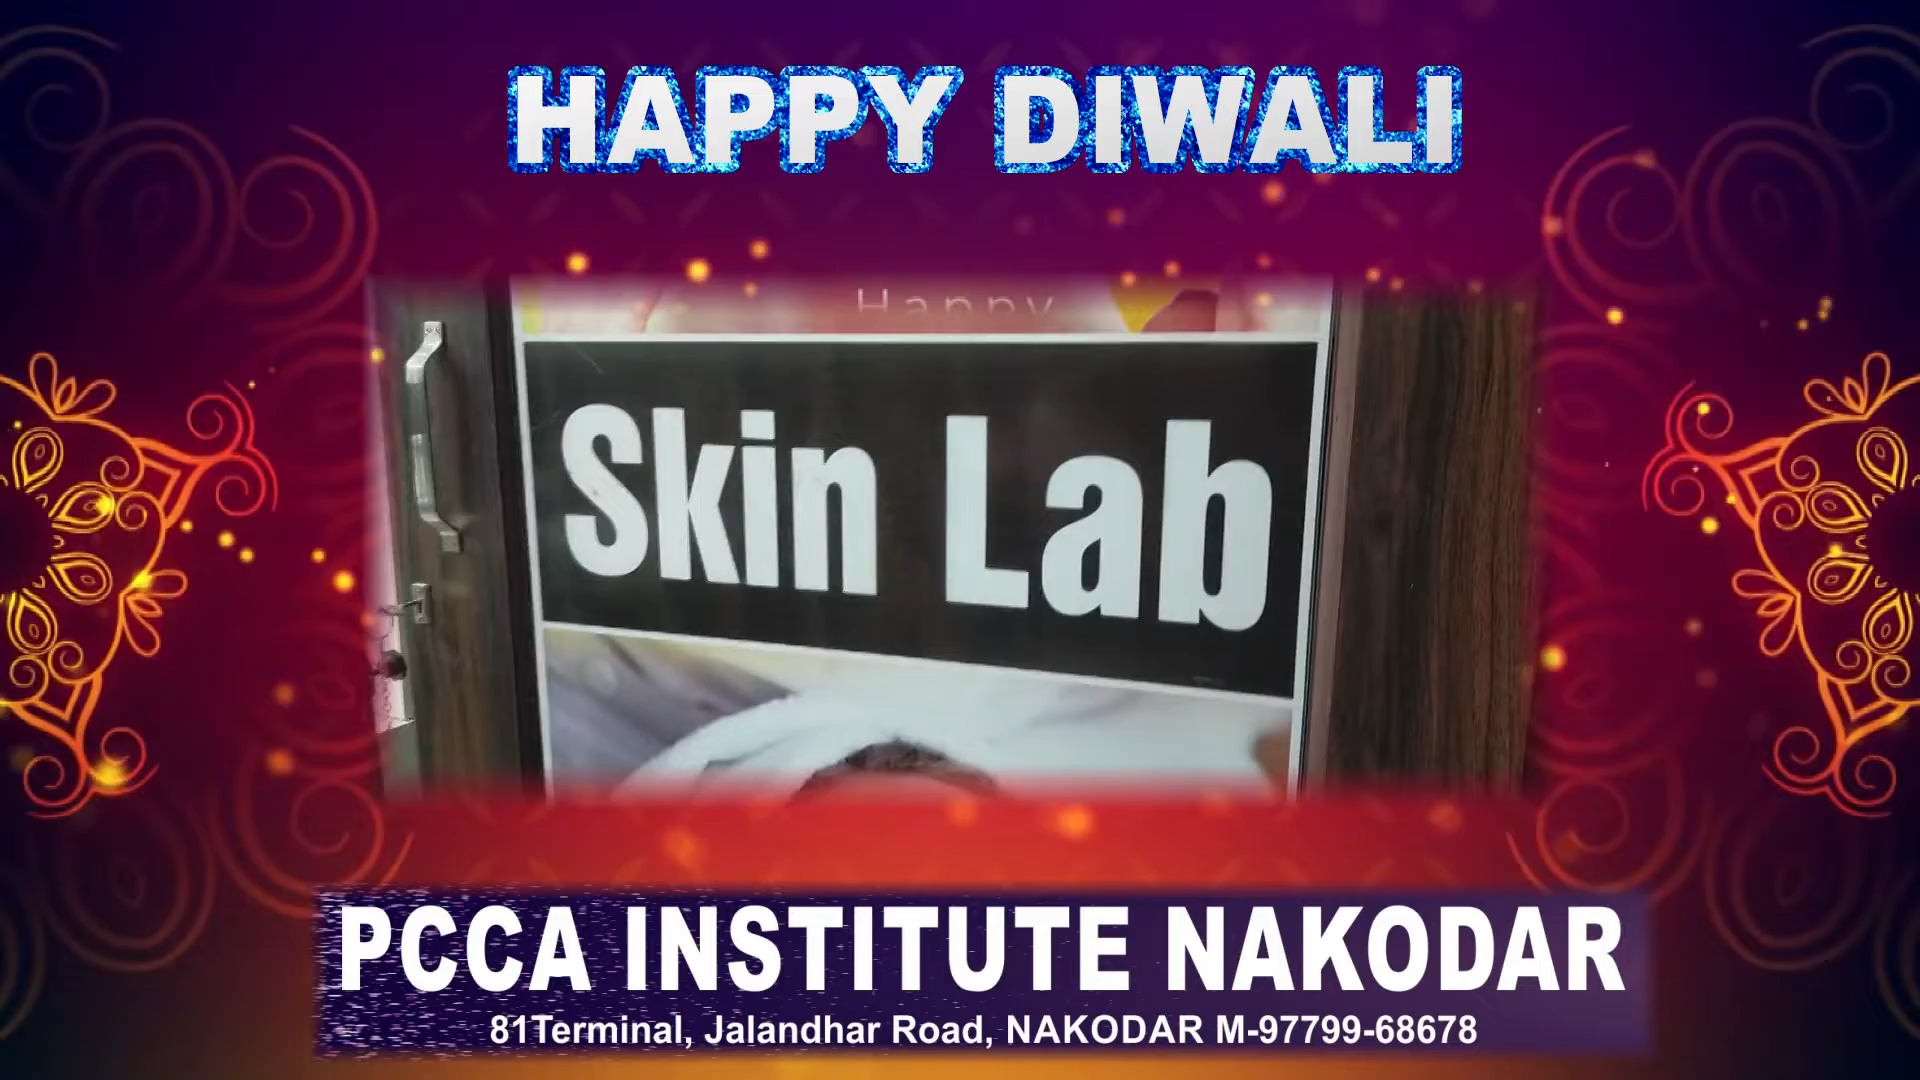 HAPPY DIWALI
Happy
Skin Lab
PCCA INSTITUTE NAKODAR
81Terminal, Jalandhar Road, NAKODAR M-97799-68678